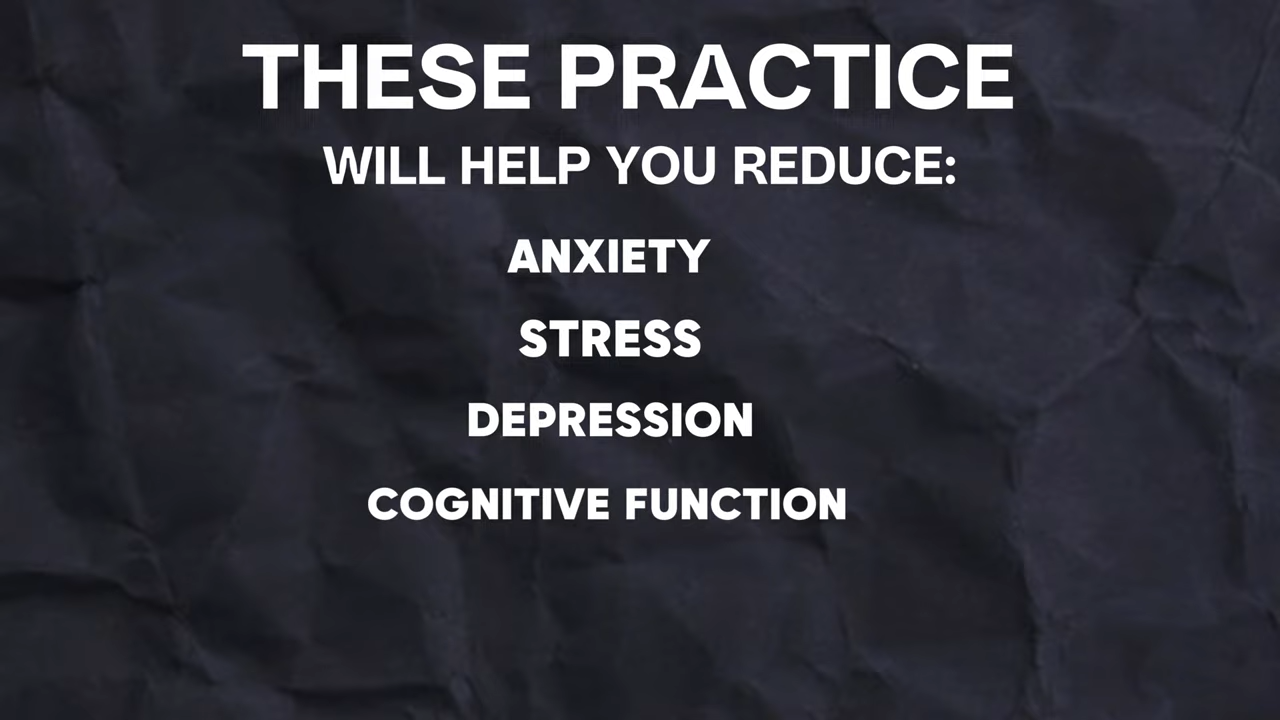 THESE PRACTICE
WILL HELP YOU REDUCE:
ANXIETY
STRESS
DEPRESSION
COGNITIVE FUNCTION